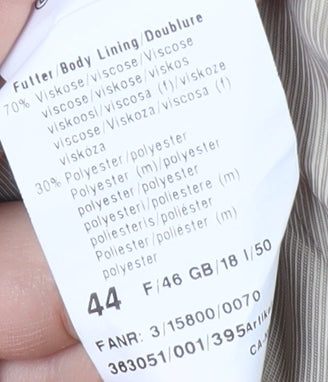 Futter/Body Lining/Doublure
70% Viskose/viscose/Viscose
viscose/viskose/viskos
viskoosi/viscosa (f)/viskoze
viscose/Viskoza/viscosa (f)
viskóza
30% Polyester/polyester
Polyester (m)/polyester
polyester/polyester
polyesteri/poliestere (m)
poliesteris/poliéster
Poliester/poliester (m)
polyester
44 F/46 GB/18 I/50
FANR: 3/15800/0070
383051/001/395
CA-